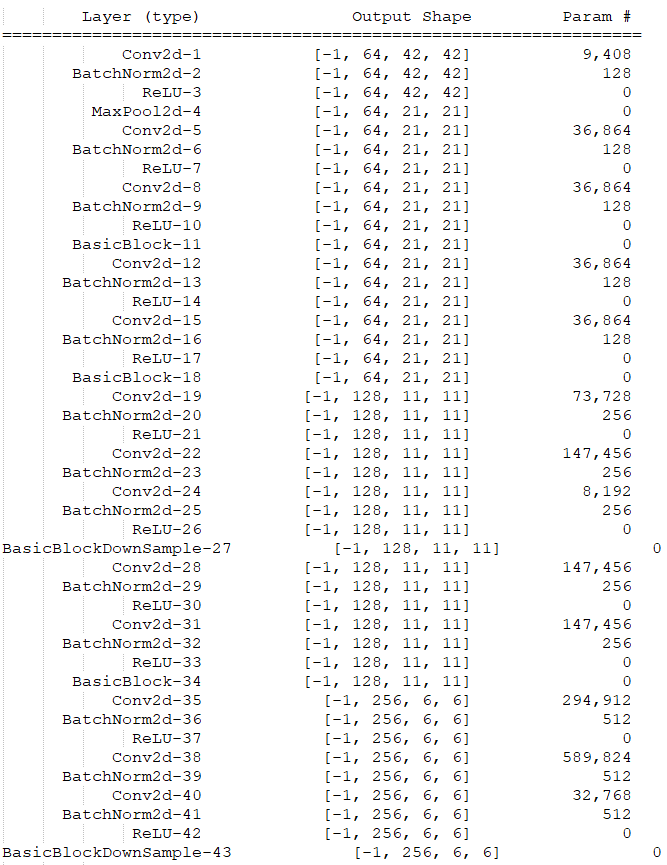 Layer (type) Output Shape Param #
================================================================
Conv2d-1 [-1, 64, 42, 42] 9,408
BatchNorm2d-2 [-1, 64, 42, 42] 128
ReLU-3 [-1, 64, 42, 42] 0
MaxPool2d-4 [-1, 64, 21, 21] 0
Conv2d-5 [-1, 64, 21, 21] 36,864
BatchNorm2d-6 [-1, 64, 21, 21] 128
ReLU-7 [-1, 64, 21, 21] 0
Conv2d-8 [-1, 64, 21, 21] 36,864
BatchNorm2d-9 [-1, 64, 21, 21] 128
ReLU-10 [-1, 64, 21, 21] 0
BasicBlock-11 [-1, 64, 21, 21] 0
Conv2d-12 [-1, 64, 21, 21] 36,864
BatchNorm2d-13 [-1, 64, 21, 21] 128
ReLU-14 [-1, 64, 21, 21] 0
Conv2d-15 [-1, 64, 21, 21] 36,864
BatchNorm2d-16 [-1, 64, 21, 21] 128
ReLU-17 [-1, 64, 21, 21] 0
BasicBlock-18 [-1, 64, 21, 21] 0
Conv2d-19 [-1, 128, 11, 11] 73,728
BatchNorm2d-20 [-1, 128, 11, 11] 256
ReLU-21 [-1, 128, 11, 11] 0
Conv2d-22 [-1, 128, 11, 11] 147,456
BatchNorm2d-23 [-1, 128, 11, 11] 256
Conv2d-24 [-1, 128, 11, 11] 8,192
BatchNorm2d-25 [-1, 128, 11, 11] 256
ReLU-26 [-1, 128, 11, 11] 0
BasicBlockDownSample-27 [-1, 128, 11, 11] 0
Conv2d-28 [-1, 128, 11, 11] 147,456
BatchNorm2d-29 [-1, 128, 11, 11] 256
ReLU-30 [-1, 128, 11, 11] 0
Conv2d-31 [-1, 128, 11, 11] 147,456
BatchNorm2d-32 [-1, 128, 11, 11] 256
ReLU-33 [-1, 128, 11, 11] 0
BasicBlock-34 [-1, 128, 11, 11] 0
Conv2d-35 [-1, 256, 6, 6] 294,912
BatchNorm2d-36 [-1, 256, 6, 6] 512
ReLU-37 [-1, 256, 6, 6] 0
Conv2d-38 [-1, 256, 6, 6] 589,824
BatchNorm2d-39 [-1, 256, 6, 6] 512
Conv2d-40 [-1, 256, 6, 6] 32,768
BatchNorm2d-41 [-1, 256, 6, 6] 512
ReLU-42 [-1, 256, 6, 6] 0
BasicBlockDownSample-43 [-1, 256, 6, 6] 0